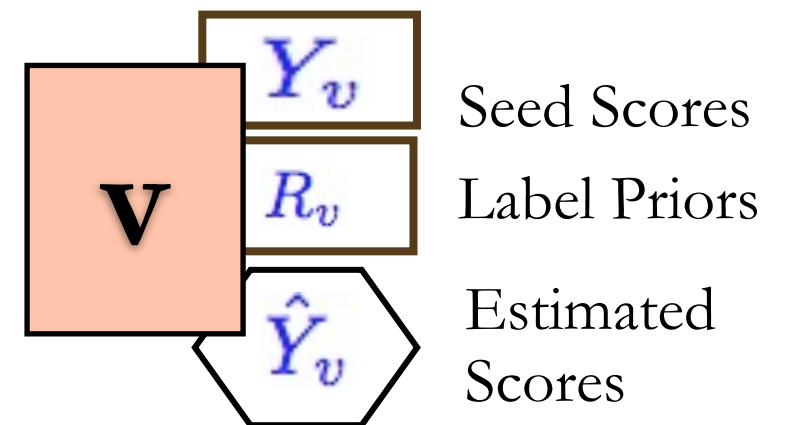 Y_v
Seed Scores
v
R_v
Label Priors
Ŷ_v
Estimated
Scores